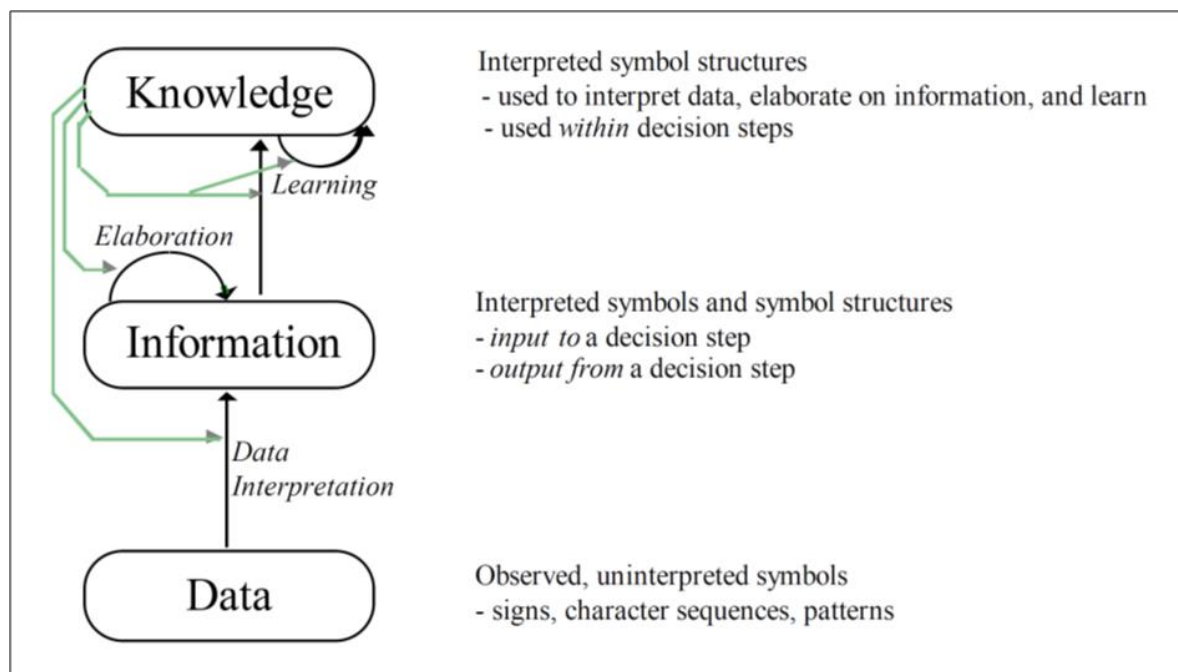 Knowledge
Interpreted symbol structures
- used to interpret data, elaborate on information, and learn
- used within decision steps
Learning
Elaboration
Information
Interpreted symbols and symbol structures
- input to a decision step
- output from a decision step
Data
Interpretation
Data
Observed, uninterpreted symbols
- signs, character sequences, patterns